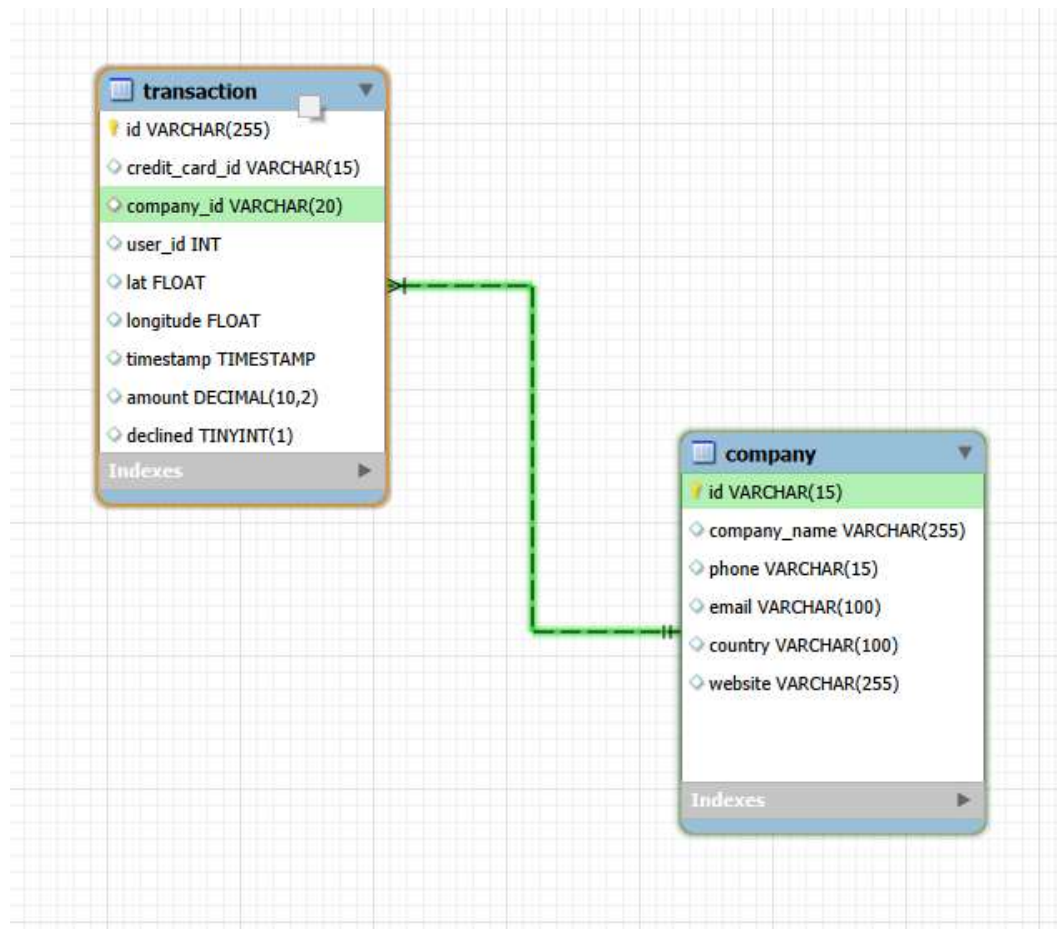 transaction
id VARCHAR(255)
credit_card_id VARCHAR(15)
company_id VARCHAR(20)
user_id INT
lat FLOAT
longitude FLOAT
timestamp TIMESTAMP
amount DECIMAL(10,2)
declined TINYINT(1)
Indexes
company
id VARCHAR(15)
company_name VARCHAR(255)
phone VARCHAR(15)
email VARCHAR(100)
country VARCHAR(100)
website VARCHAR(255)
Indexes